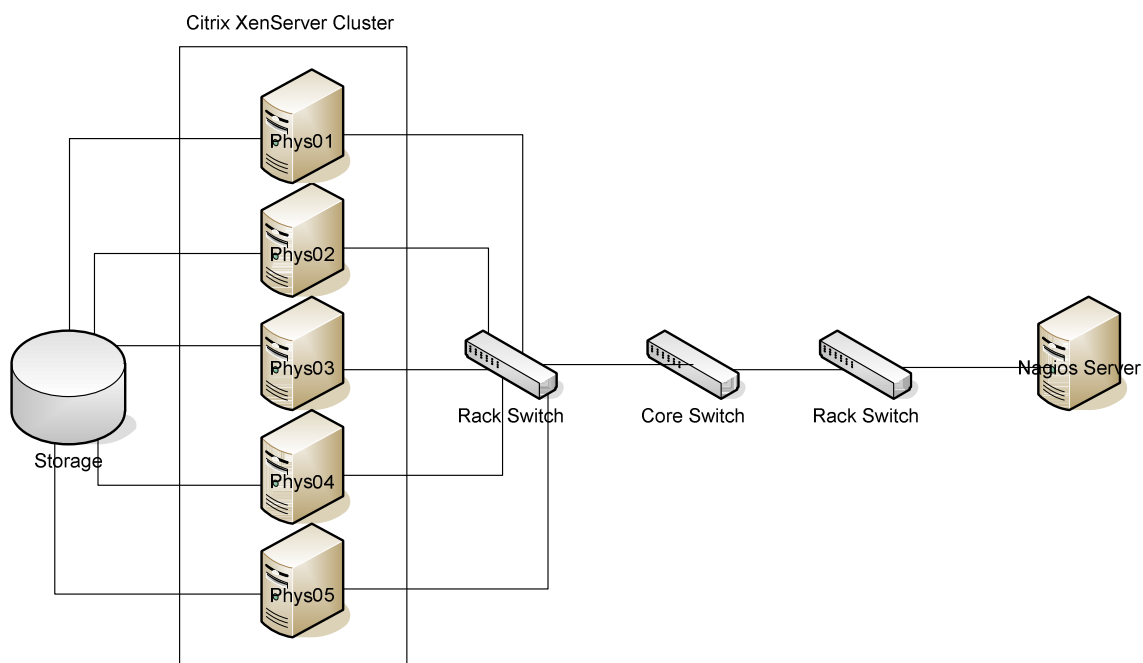 Citrix XenServer Cluster
Phys01
Phys02
Phys03
Phys04
Phys05
Storage
Rack Switch
Core Switch
Rack Switch
Nagios Server